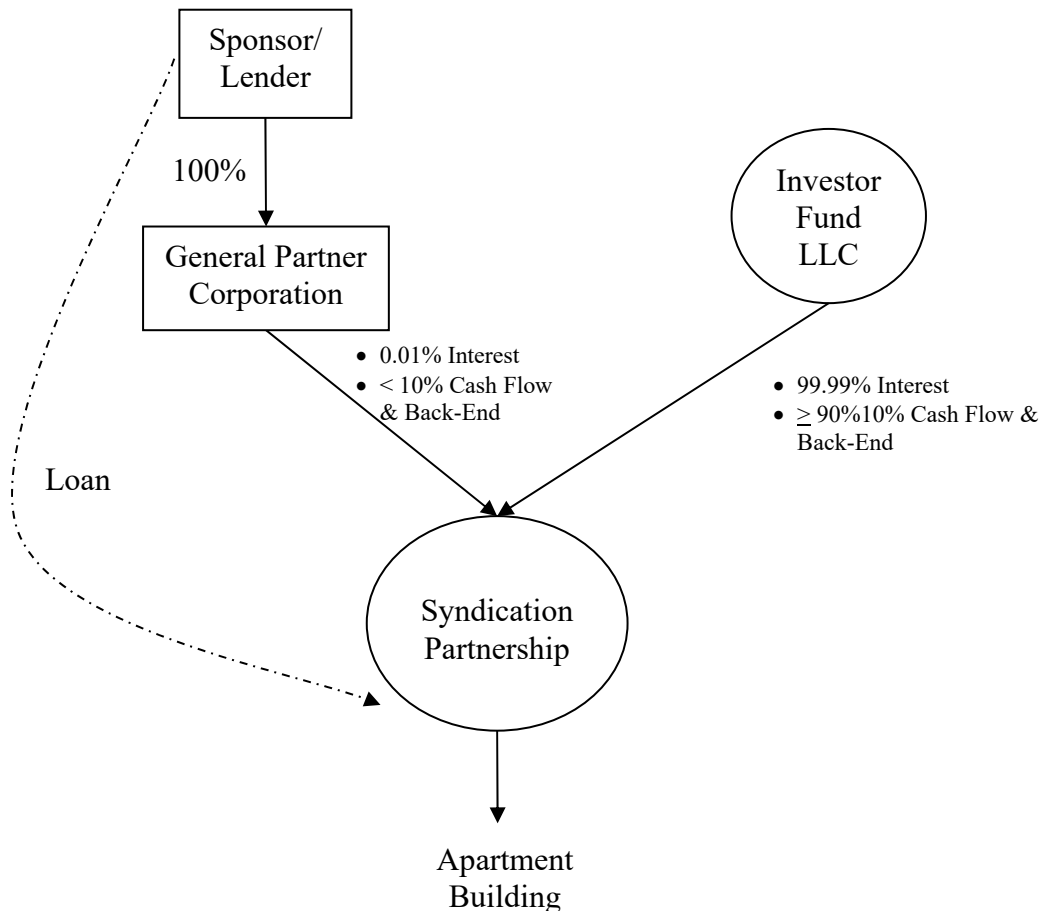 Sponsor/
Lender
100%
General Partner
Corporation
Investor
Fund
LLC
• 0.01% Interest
• < 10% Cash Flow
& Back-End
• 99.99% Interest
• ≥ 90%10% Cash Flow &
Back-End
Loan
Syndication
Partnership
Apartment
Building